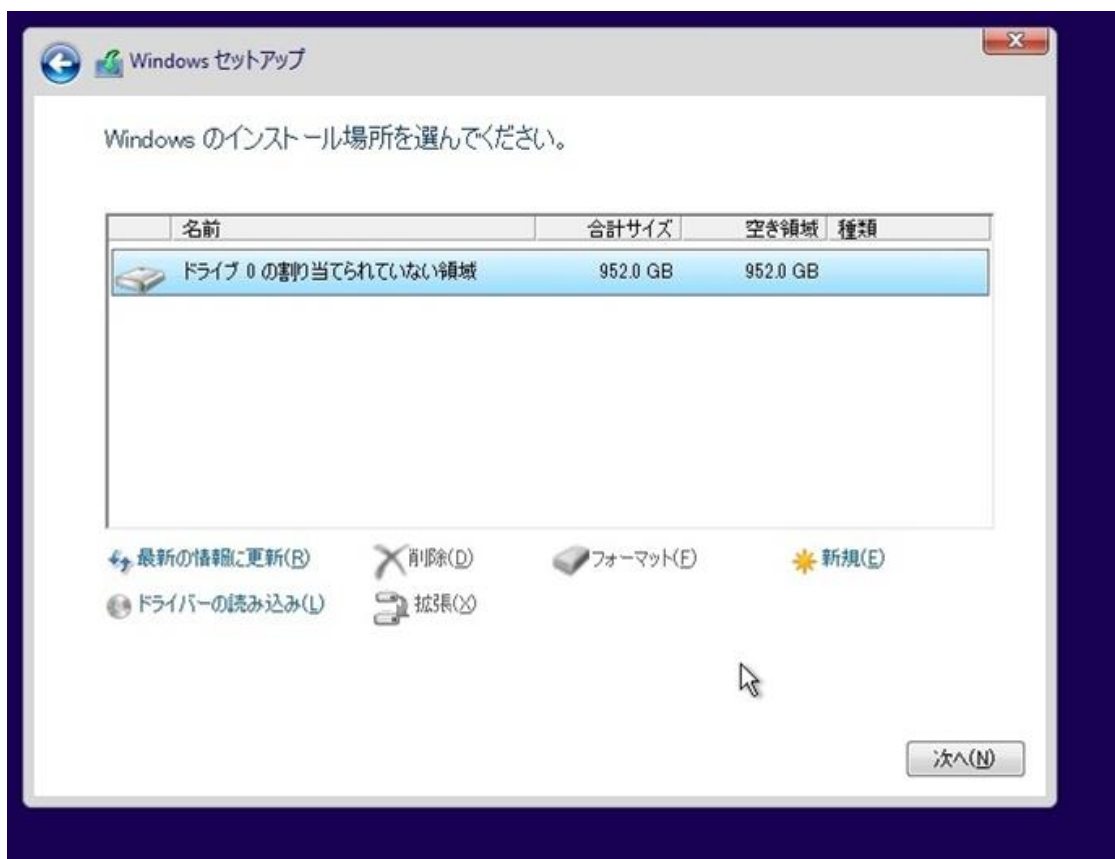 Windows セットアップ
Windows のインストール場所を選んでください。
名前 合計サイズ 空き領域 種類
ドライブ 0 の割り当てられていない領域 952.0 GB 952.0 GB
最新の情報に更新(R) 削除(D) フォーマット(F) 新規(E)
ドライバーの読み込み(L) 拡張(X)
次へ(N)